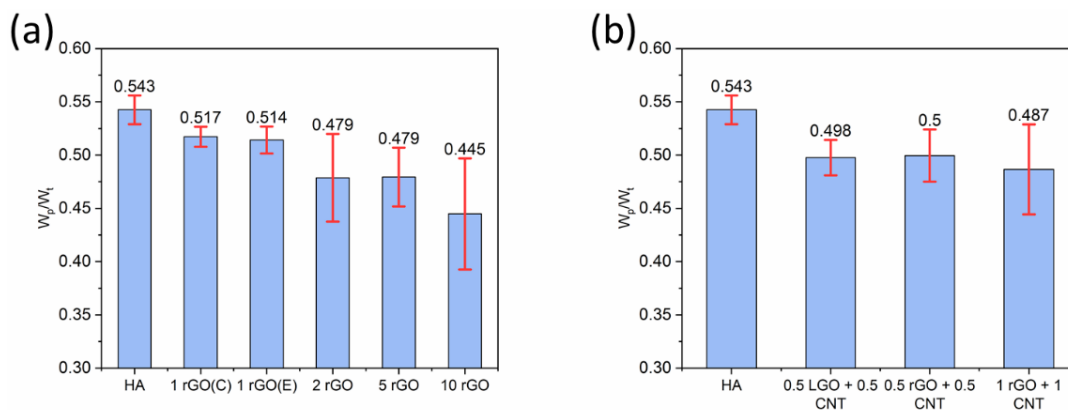 (a)
0.60
0.55
0.50
0.45
0.40
0.35
0.30
Wp/Wt
0.543
0.517
0.514
0.479
0.479
0.445
HA
1 rGO(C)
1 rGO(E)
2 rGO
5 rGO
10 rGO
(b)
0.60
0.55
0.50
0.45
0.40
0.35
0.30
Wp/Wt
0.543
0.498
0.5
0.487
HA
0.5 LGO + 0.5
CNT
0.5 rGO + 0.5
CNT
1 rGO + 1
CNT